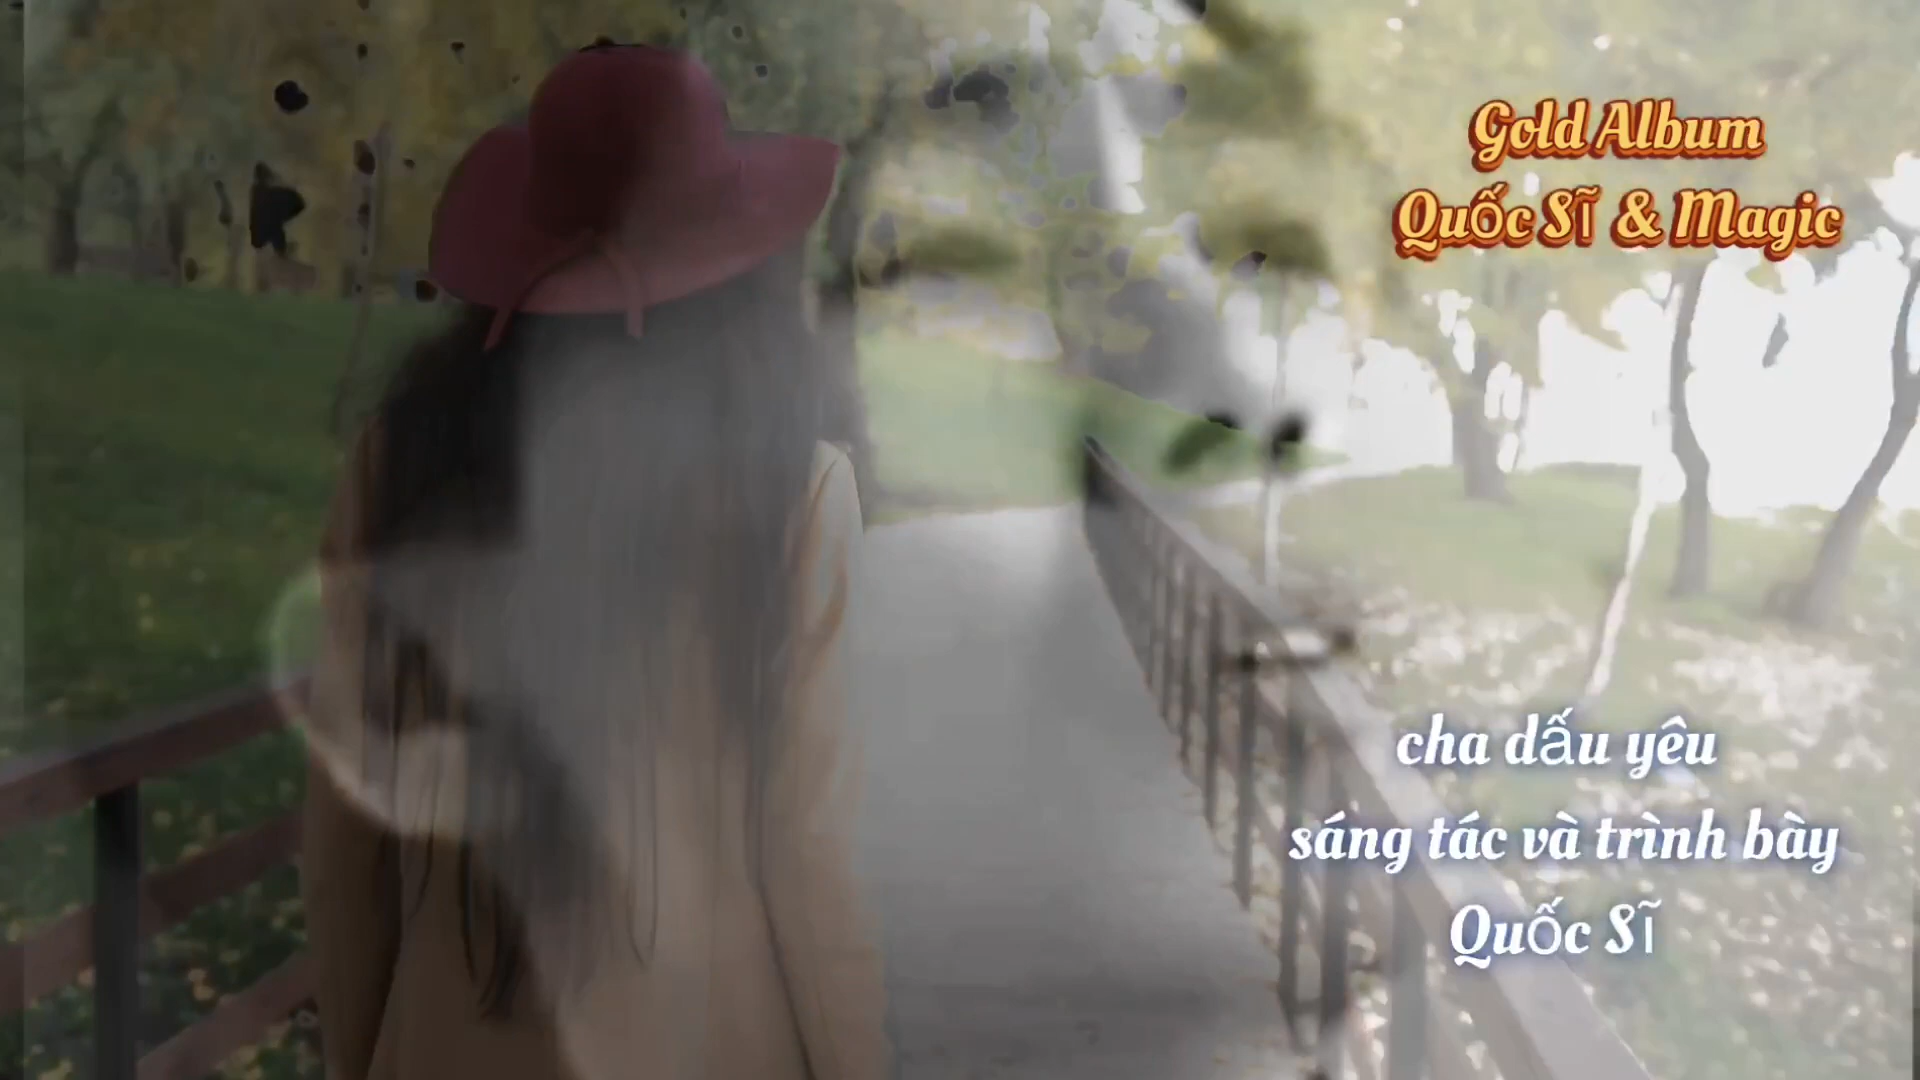 Gold Album
Quốc Sĩ & Magic
cha dấu yêu
sáng tác và trình bày
Quốc Sĩ